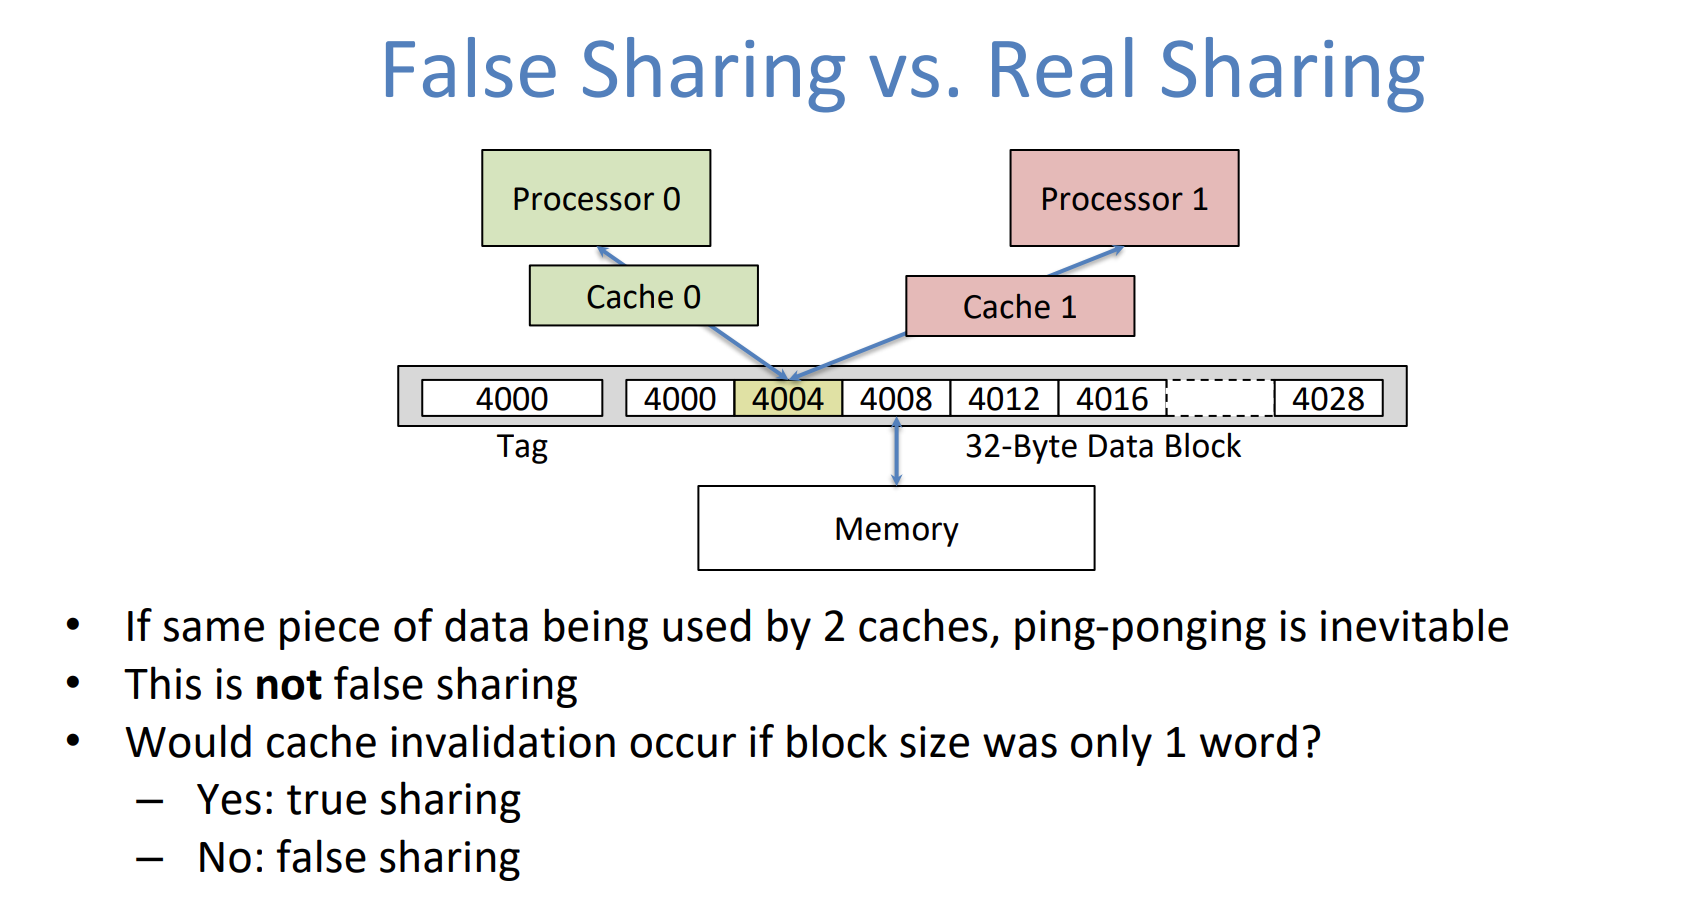 False Sharing vs. Real Sharing
Processor 0
Processor 1
Cache 0
Cache 1
4000 4000 4004 4008 4012 4016 4028
Tag
32-Byte Data Block
Memory
• If same piece of data being used by 2 caches, ping-ponging is inevitable
• This is not false sharing
• Would cache invalidation occur if block size was only 1 word?
– Yes: true sharing
– No: false sharing